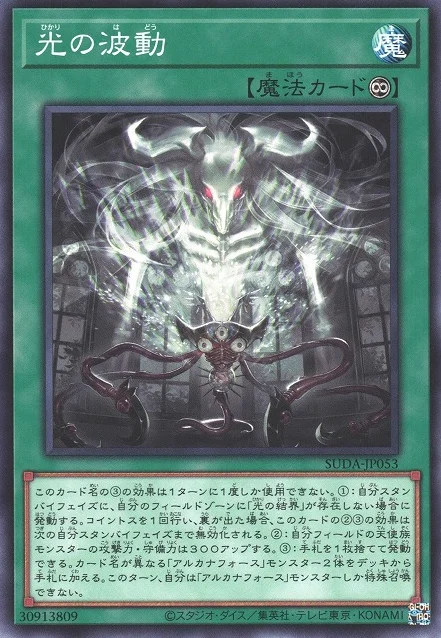 光の波動
ひかり
は
どう
魔
【魔法カード∞】
ま
ほう
SUDA-JP053
このカード名の③の効果は1ターンに1度しか使用できない。①:自分スタン
バイフェイズに、自分のフィールドゾーンに「光の結界」が存在しない場合に
発動する。コイントスを1回行い、裏が出た場合、このカードの②③の効果は
次の自分スタンバイフェイズまで無効化される。②:自分フィールドの天使族
モンスターの攻撃力・守備力は300アップする。③:手札を1枚捨てて発動
できる。カード名が異なる「アルカナフォース」モンスター2体をデッキから
手札に加える。このターン、自分は「アルカナフォース」モンスターしか特殊召喚
できない。
30913809
©スタジオ・ダイス/集英社・テレビ東京・KONAMI